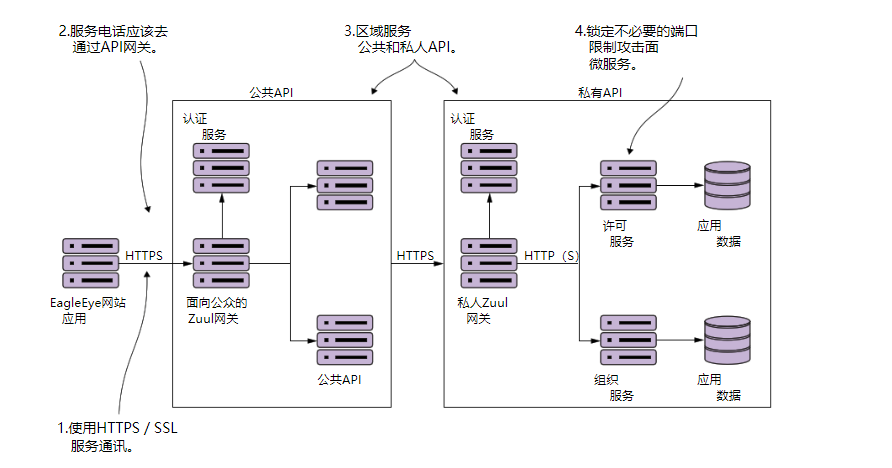 2.服务电话应该去
通过API网关。
3.区域服务
公共和私人API。
4.锁定不必要的端口
限制攻击面
微服务。
公共API
私有API
认证
服务
认证
服务
许可
服务
应用
数据
HTTPS
HTTPS
HTTP（S）
EagleEye网站
应用
面向公众的
Zuul网关
私人Zuul
网关
公共API
组织
服务
应用
数据
1.使用HTTPS / SSL
服务通讯。